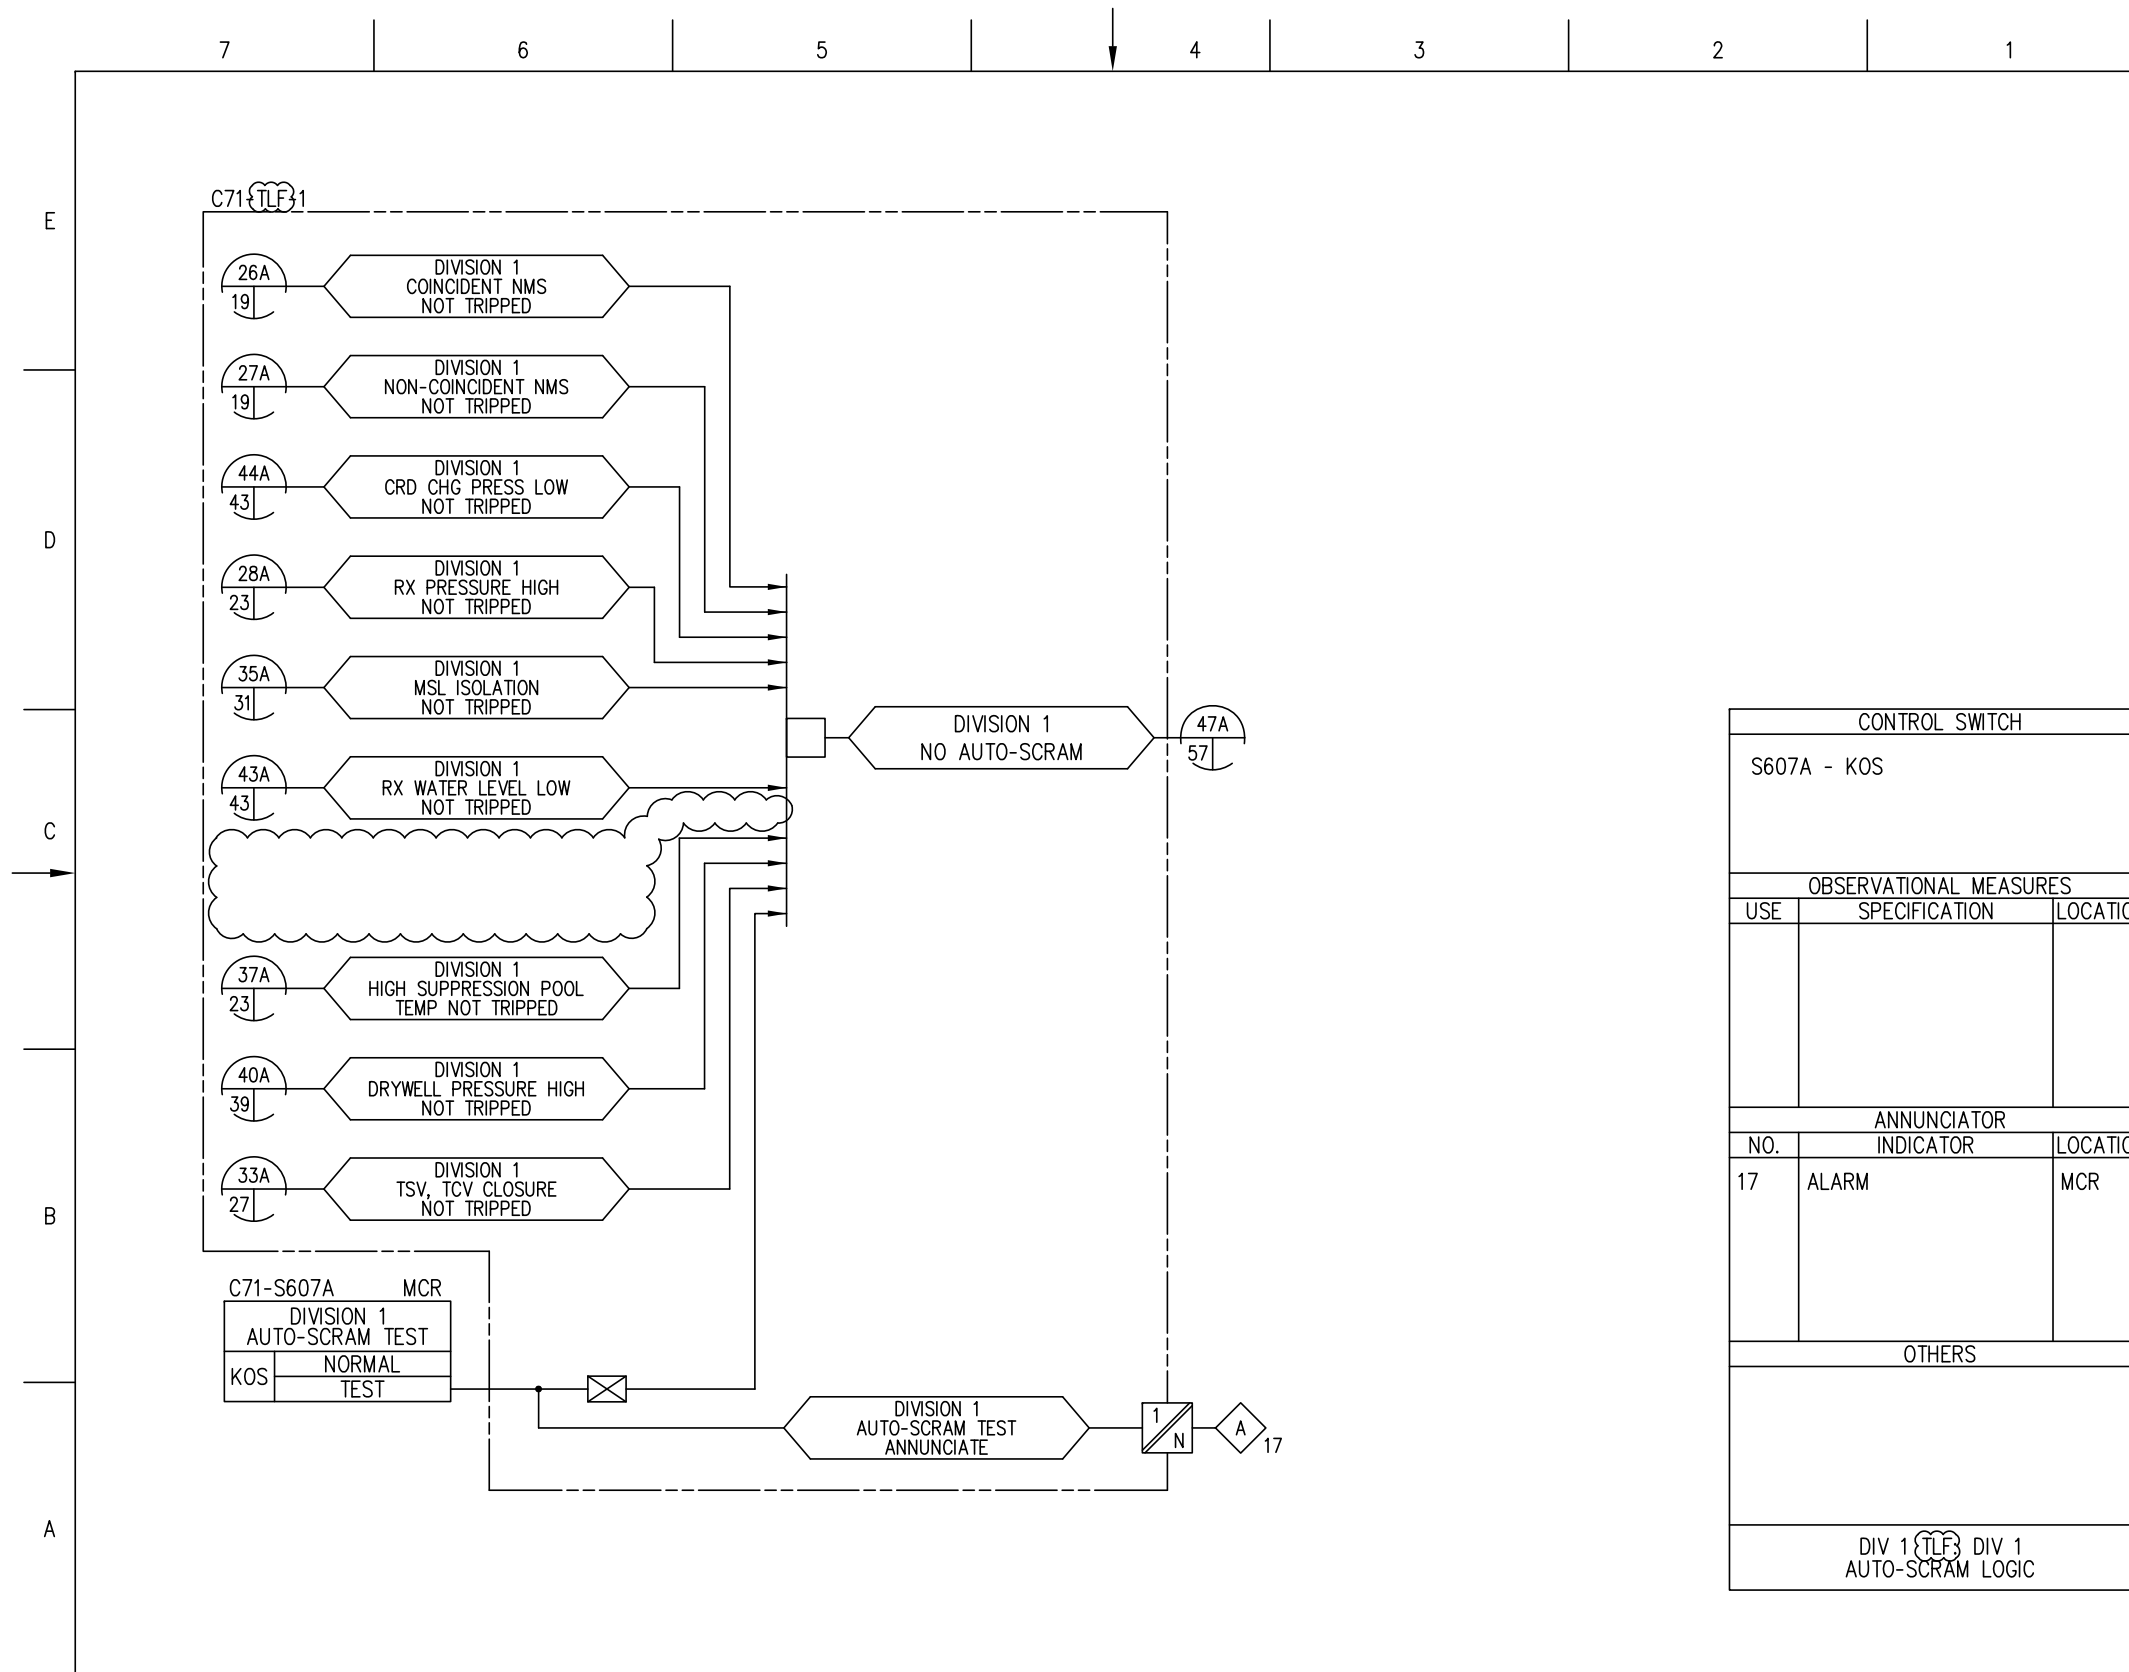 7 6 5 4 3 2 1
E
D
C
B
A
C71-TLF-1
26A
19
DIVISION 1
COINCIDENT NMS
NOT TRIPPED
27A
19
DIVISION 1
NON-COINCIDENT NMS
NOT TRIPPED
44A
43
DIVISION 1
CRD CHG PRESS LOW
NOT TRIPPED
28A
23
DIVISION 1
RX PRESSURE HIGH
NOT TRIPPED
35A
31
DIVISION 1
MSL ISOLATION
NOT TRIPPED
43A
43
DIVISION 1
RX WATER LEVEL LOW
NOT TRIPPED
37A
23
DIVISION 1
HIGH SUPPRESSION POOL
TEMP NOT TRIPPED
40A
39
DIVISION 1
DRYWELL PRESSURE HIGH
NOT TRIPPED
33A
27
DIVISION 1
TSV, TCV CLOSURE
NOT TRIPPED
DIVISION 1
NO AUTO-SCRAM
47A
57
C71-S607A MCR
DIVISION 1
AUTO-SCRAM TEST
KOS
NORMAL
TEST
DIVISION 1
AUTO-SCRAM TEST
ANNUNCIATE
1
N
A
17
CONTROL SWITCH
S607A - KOS
OBSERVATIONAL MEASURES
USE SPECIFICATION
ANNUNCIATOR
NO. INDICATOR
17 ALARM MCR
OTHERS
DIV 1 TLF: DIV 1
AUTO-SCRAM LOGIC